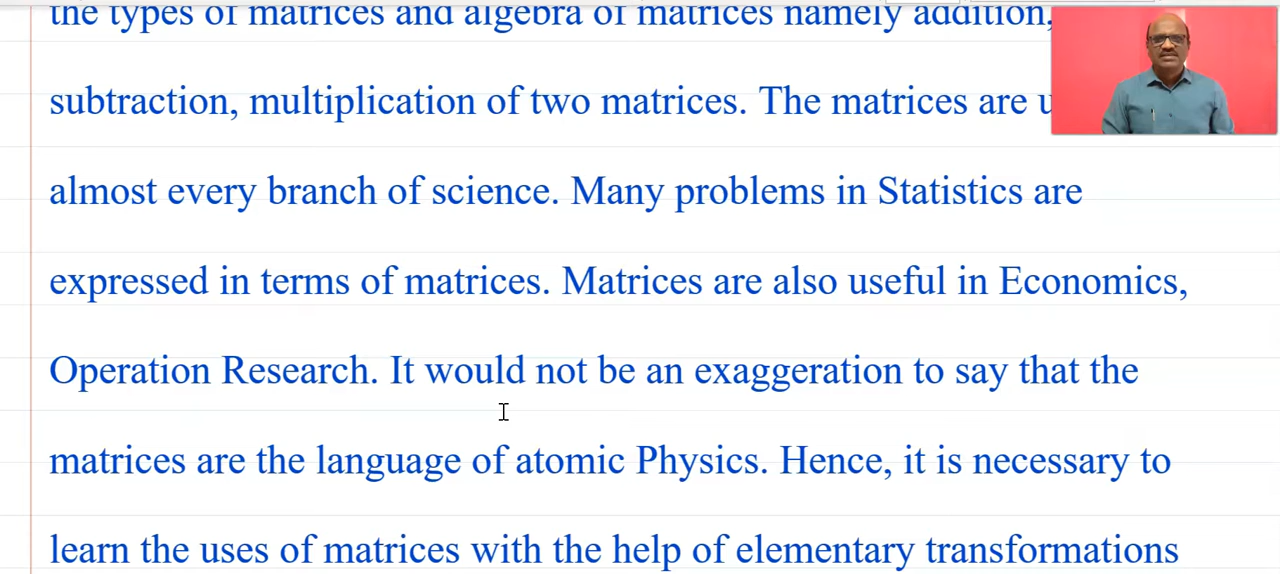 the types of matrices and algebra of matrices namely addition,
subtraction, multiplication of two matrices. The matrices are
almost every branch of science. Many problems in Statistics are
expressed in terms of matrices. Matrices are also useful in Economics,
Operation Research. It would not be an exaggeration to say that the
matrices are the language of atomic Physics. Hence, it is necessary to
learn the uses of matrices with the help of elementary transformations